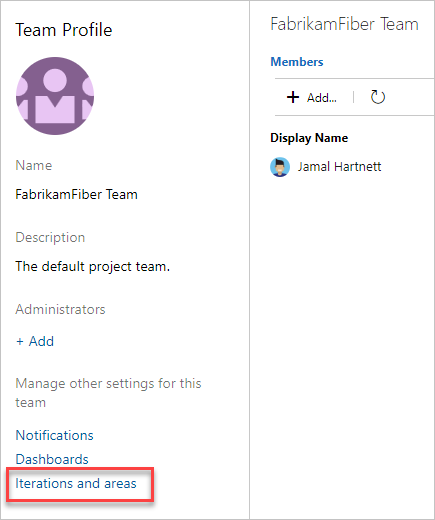 Team Profile
Name
FabrikamFiber Team
Description
The default project team.
Administrators
+ Add
Manage other settings for this
team
Notifications
Dashboards
Iterations and areas
FabrikamFiber Team
Members
+ Add...
Display Name
Jamal Hartnett